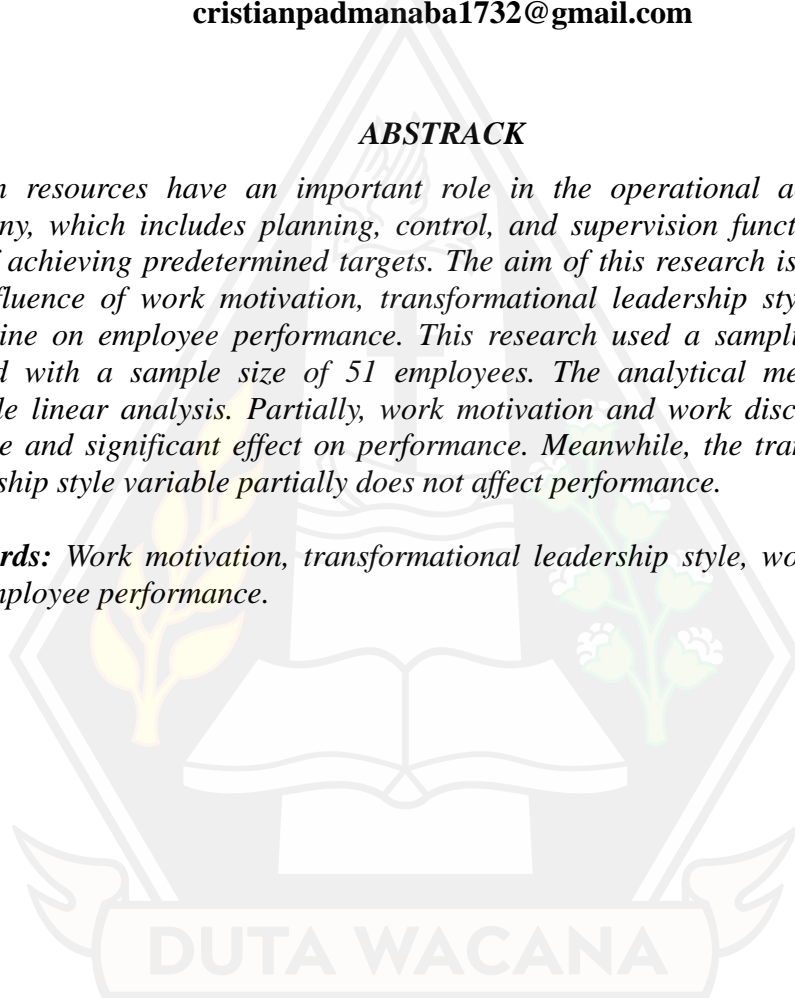 cristianpadmanaba1732@gmail.com
ABSTRACK
n resources have an important role in the operational a
ny, which includes planning, control, and supervision funct
f achieving predetermined targets. The aim of this research is
fluence of work motivation, transformational leadership sty
ine on employee performance. This research used a sampli
d with a sample size of 51 employees. The analytical me
le linear analysis. Partially, work motivation and work disc
e and significant effect on performance. Meanwhile, the tran
ship style variable partially does not affect performance.
rds: Work motivation, transformational leadership style, wo
mployee performance.
DUTA WACANA